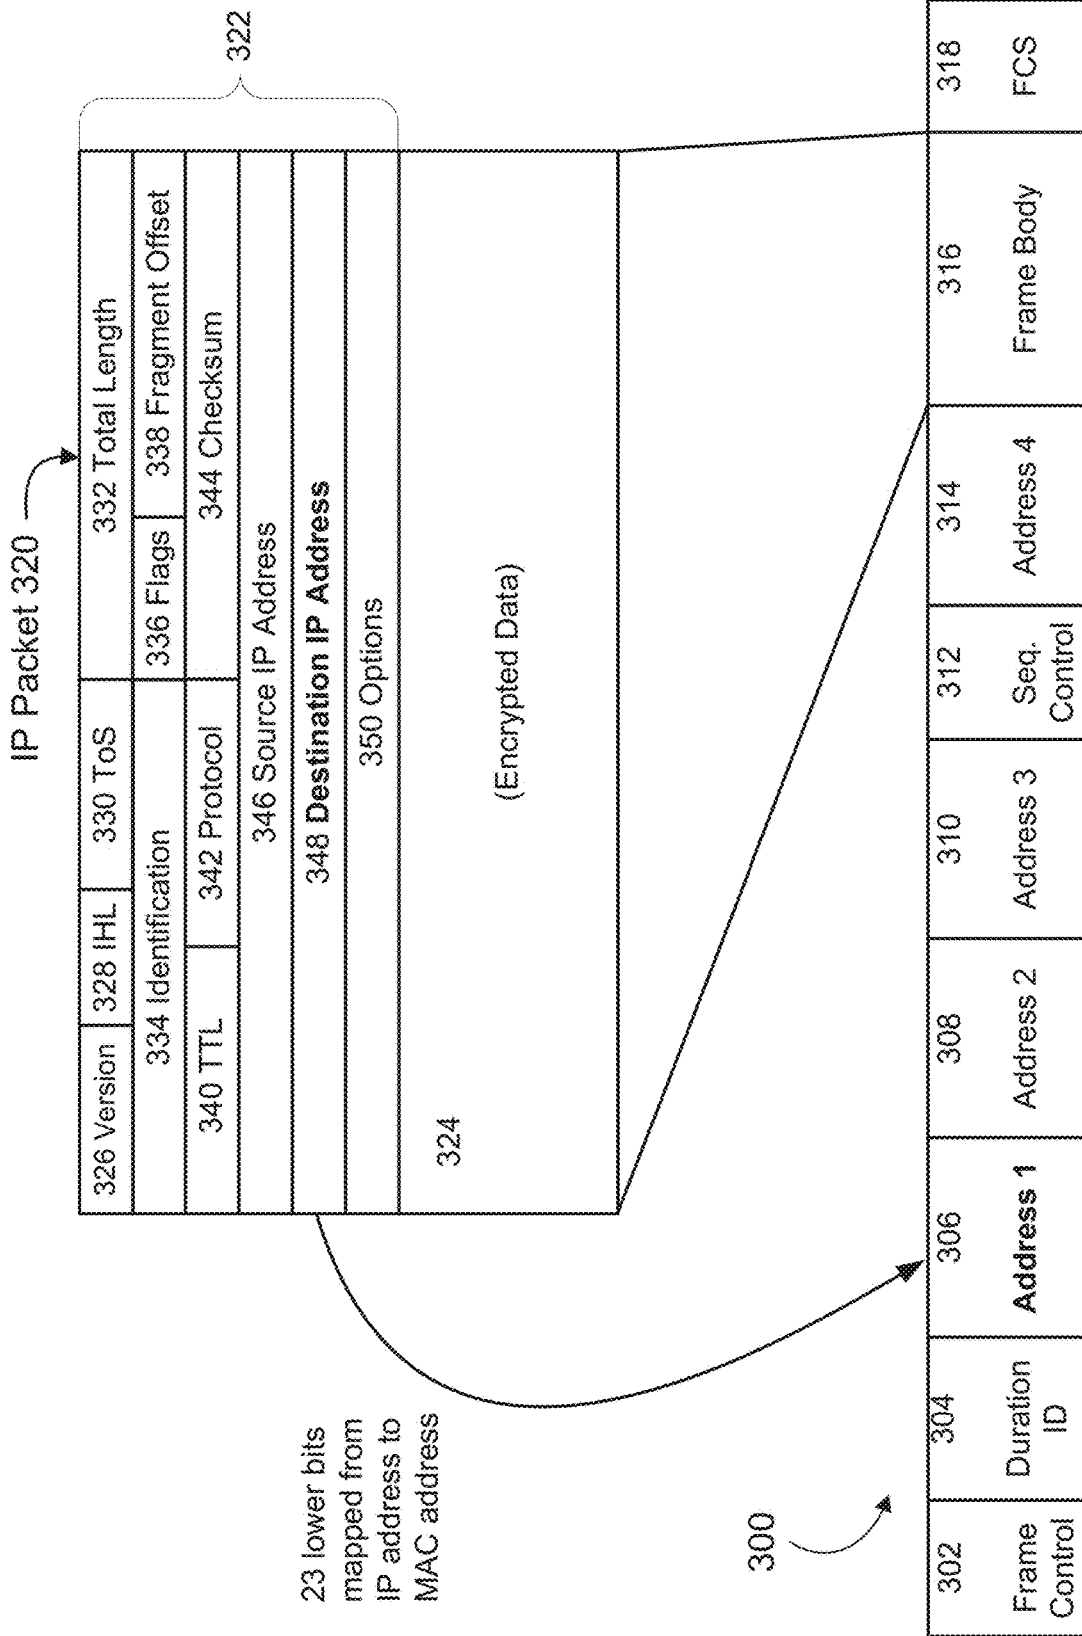 IP Packet 320
326 Version
328 IHL
330 ToS
332 Total Length
334 Identification
336 Flags
338 Fragment Offset
340 TTL
342 Protocol
344 Checksum
346 Source IP Address
348 Destination IP Address
350 Options
322
324
(Encrypted Data)
23 lower bits
mapped from
IP address to
MAC address
300
302
Frame
Control
304
Duration
ID
306
Address 1
308
Address 2
310
Address 3
312
Seq.
Control
314
Address 4
316
Frame Body
318
FCS